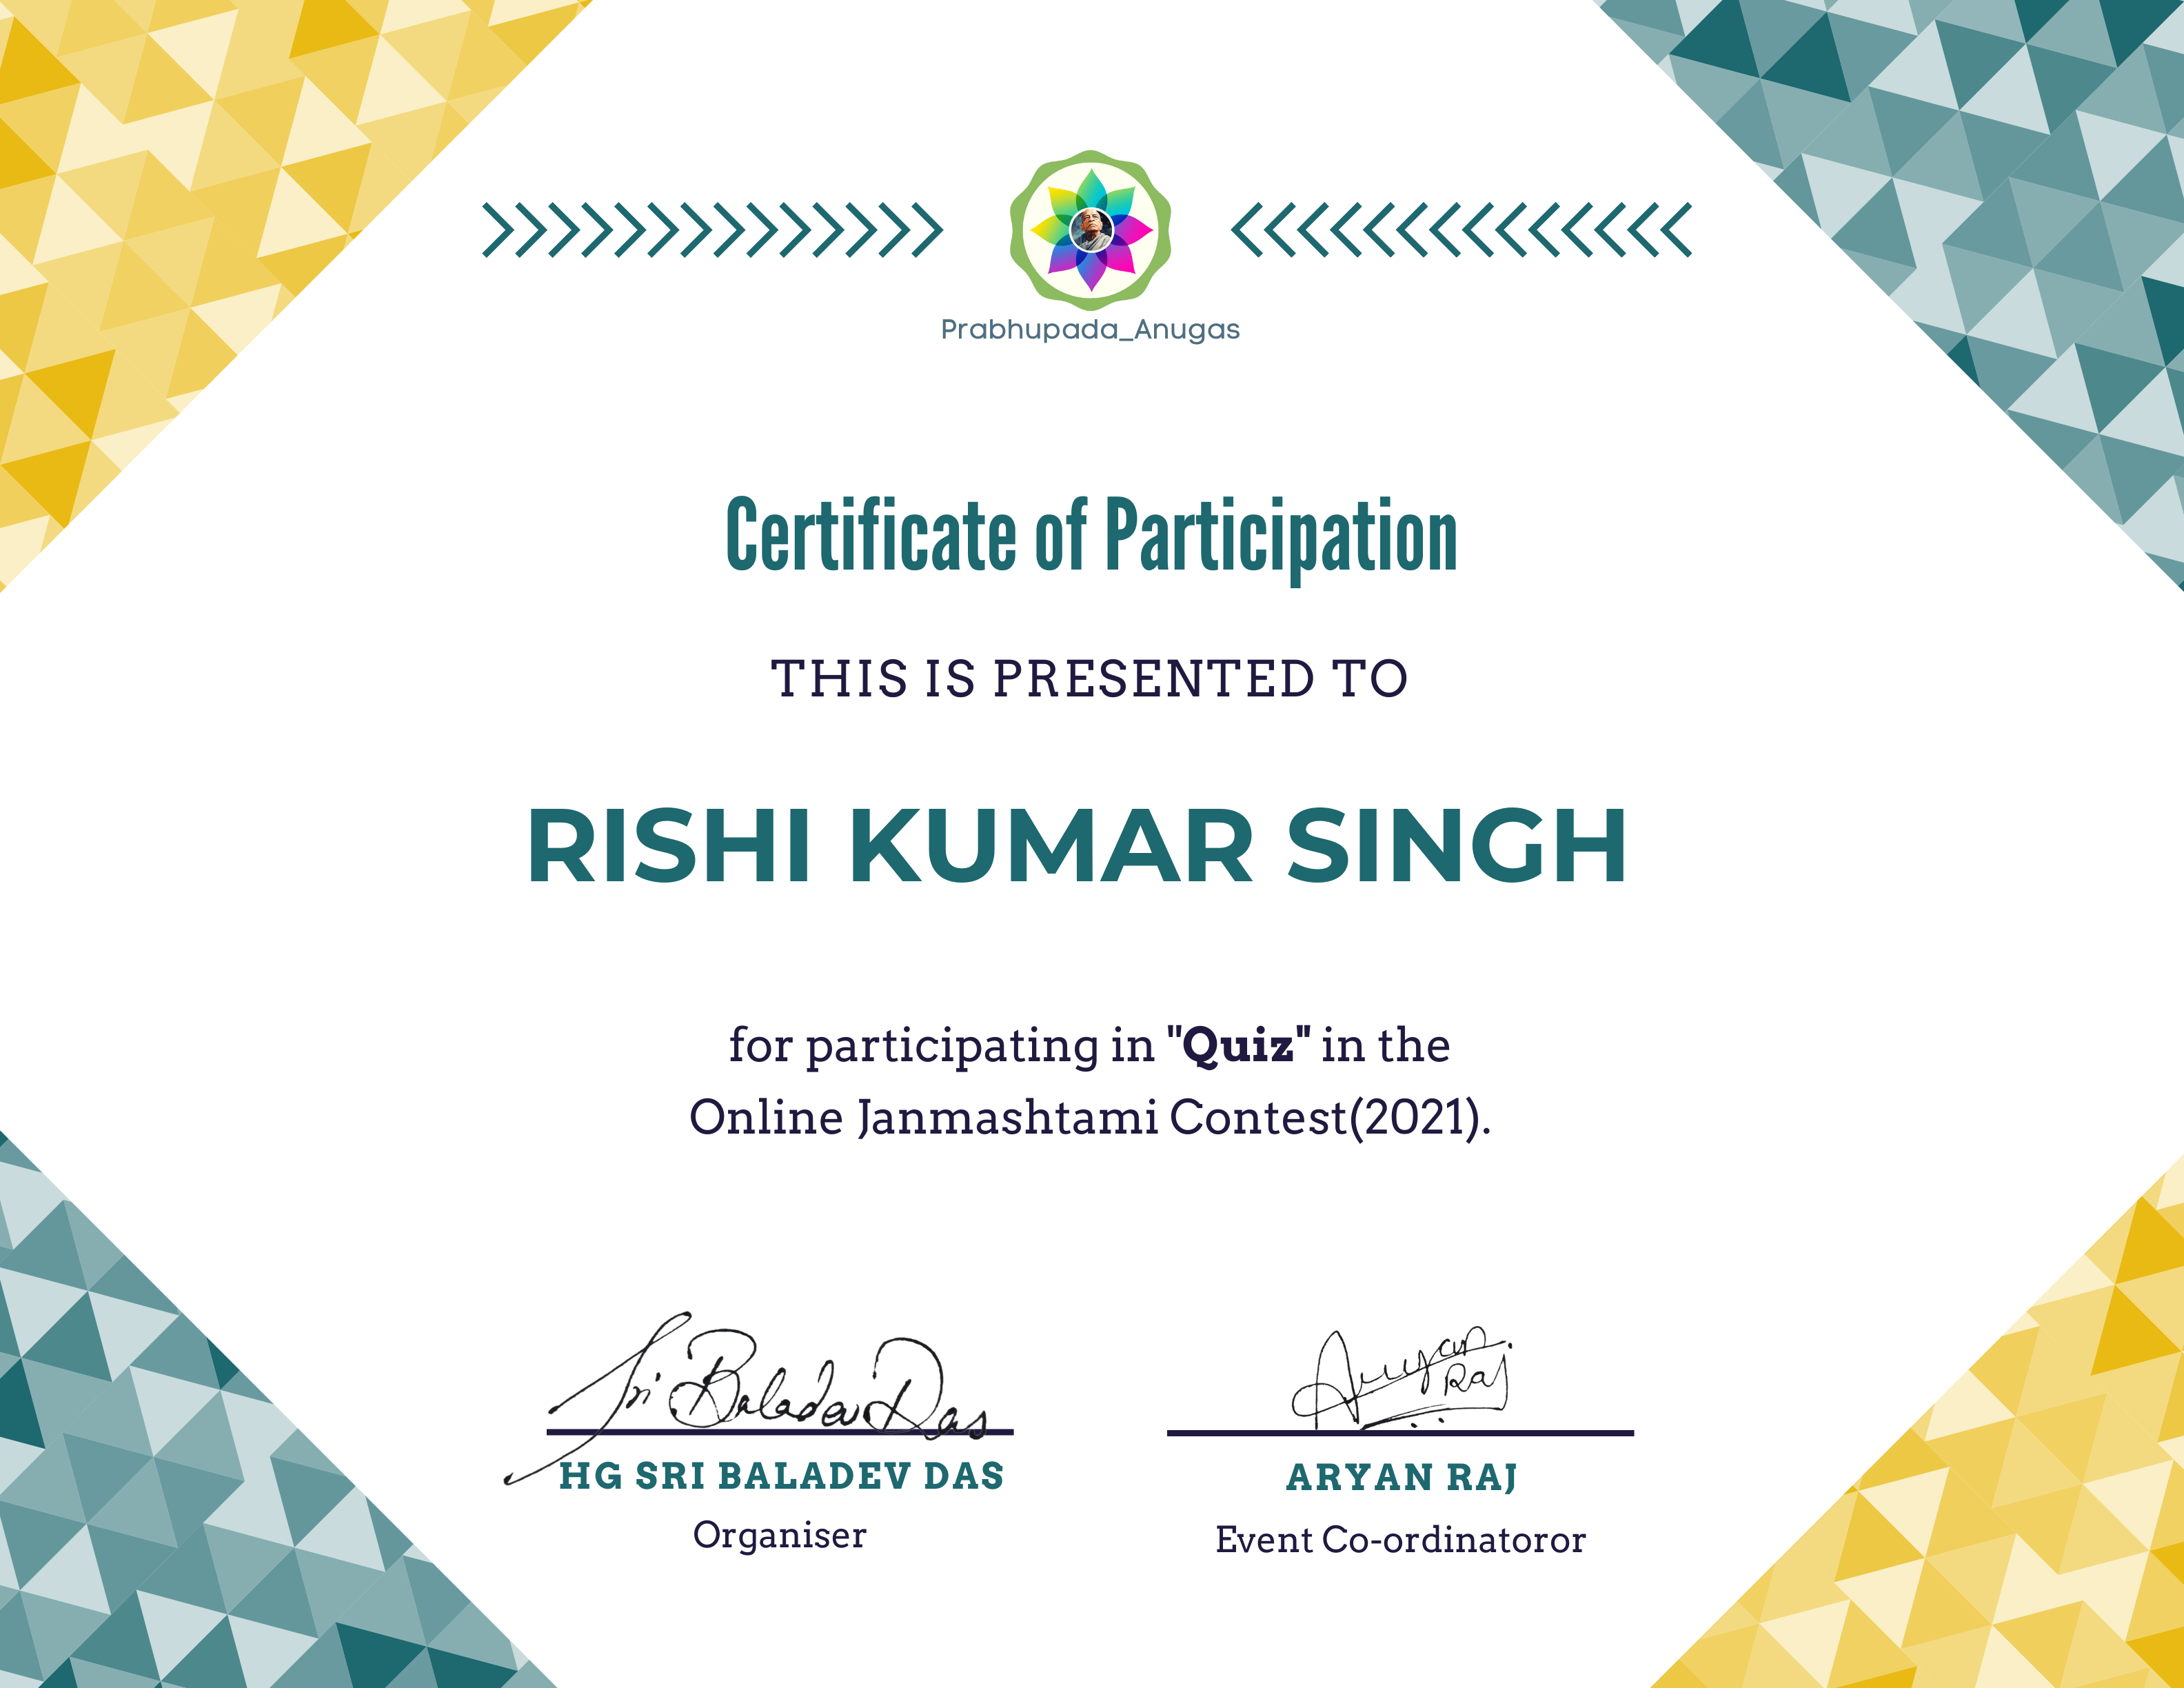 Prabhupada_Anugas
Certificate of Participation
THIS IS PRESENTED TO
RISHI KUMAR SINGH
for participating in "Quiz" in the
Online Janmashtami Contest(2021).
Sri Baladev Das
Aryan
Raj
HG SRI BALADEV DAS
ARYAN RAJ
Organiser
Event Co-ordinatoror